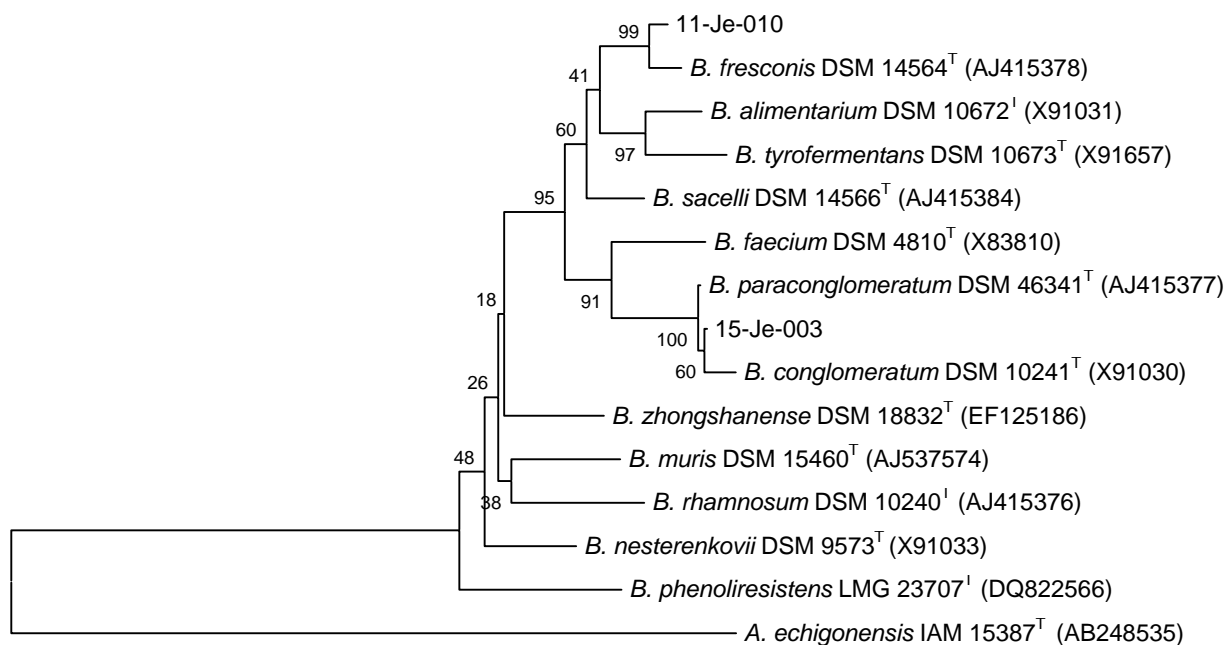 11-Je-010
99
B. fresconis DSM 14564T (AJ415378)
41
B. alimentarium DSM 10672I (X91031)
60
97
B. tyrofermentans DSM 10673T (X91657)
95
B. sacelli DSM 14566T (AJ415384)
B. faecium DSM 4810T (X83810)
B. paraconglomeratum DSM 46341T (AJ415377)
18
91
15-Je-003
100
60
B. conglomeratum DSM 10241T (X91030)
26
B. zhongshanense DSM 18832T (EF125186)
48
B. muris DSM 15460T (AJ537574)
38
B. rhamnosum DSM 10240I (AJ415376)
B. nesterenkovii DSM 9573T (X91033)
B. phenoliresistens LMG 23707I (DQ822566)
A. echigonensis IAM 15387T (AB248535)